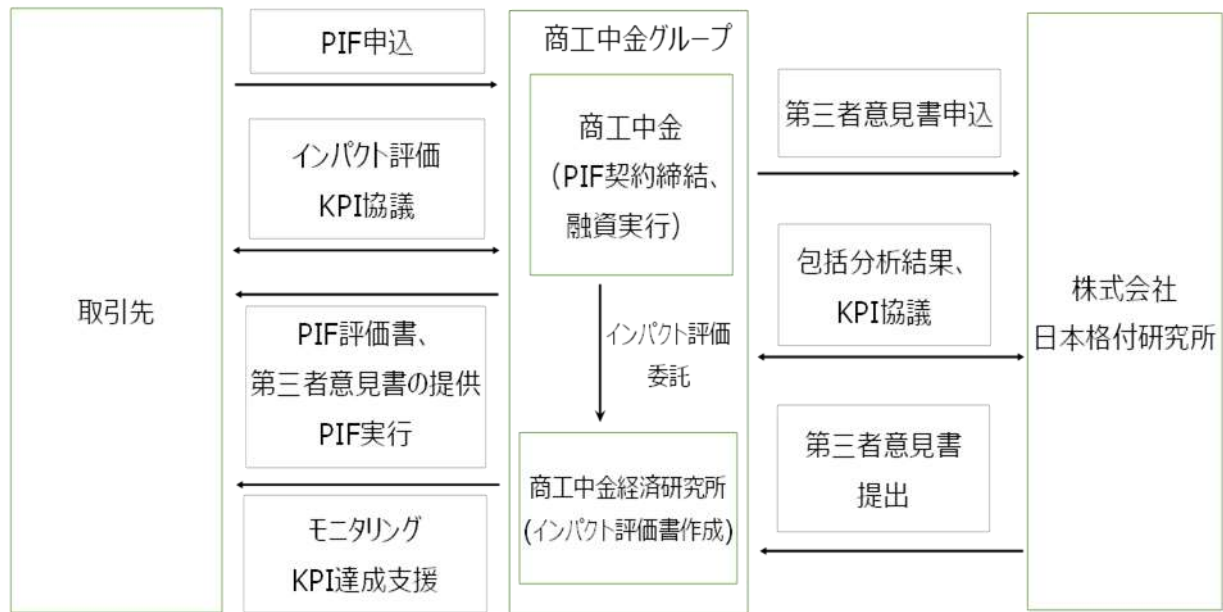 PIF申込
インパクト評価
KPI協議
取引先
PIF評価書、
第三者意見書の提供
PIF実行
モニタリング
KPI達成支援
商工中金グループ
商工中金
（PIF契約締結、
融資実行）
インパクト評価
委託
商工中金経済研究所
(インパクト評価書作成)
第三者意見書申込
包括分析結果、
KPI協議
第三者意見書
提出
株式会社
日本格付研究所